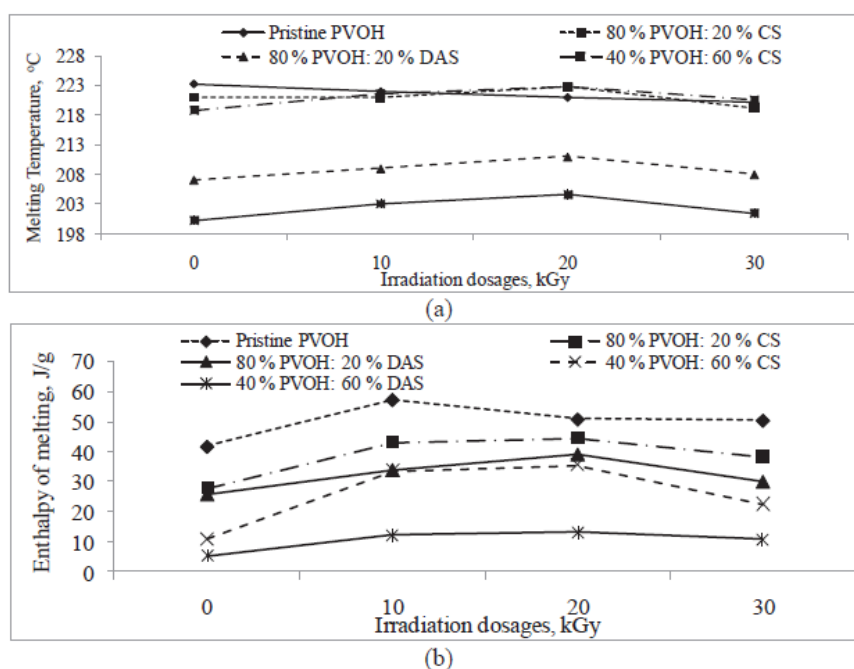 Pristine PVOH
80 % PVOH: 20 % CS
80 % PVOH: 20 % DAS
40 % PVOH: 60 % CS
Melting Temperature, °C
228
223
218
213
208
203
198
0 10 20 30
Irradiation dosages, kGy
(a)
Pristine PVOH
80 % PVOH: 20 % CS
80 % PVOH: 20 % DAS
40 % PVOH: 60 % CS
40 % PVOH: 60 % DAS
Enthalpy of melting, J/g
70
60
50
40
30
20
10
0
0 10 20 30
Irradiation dosages, kGy
(b)